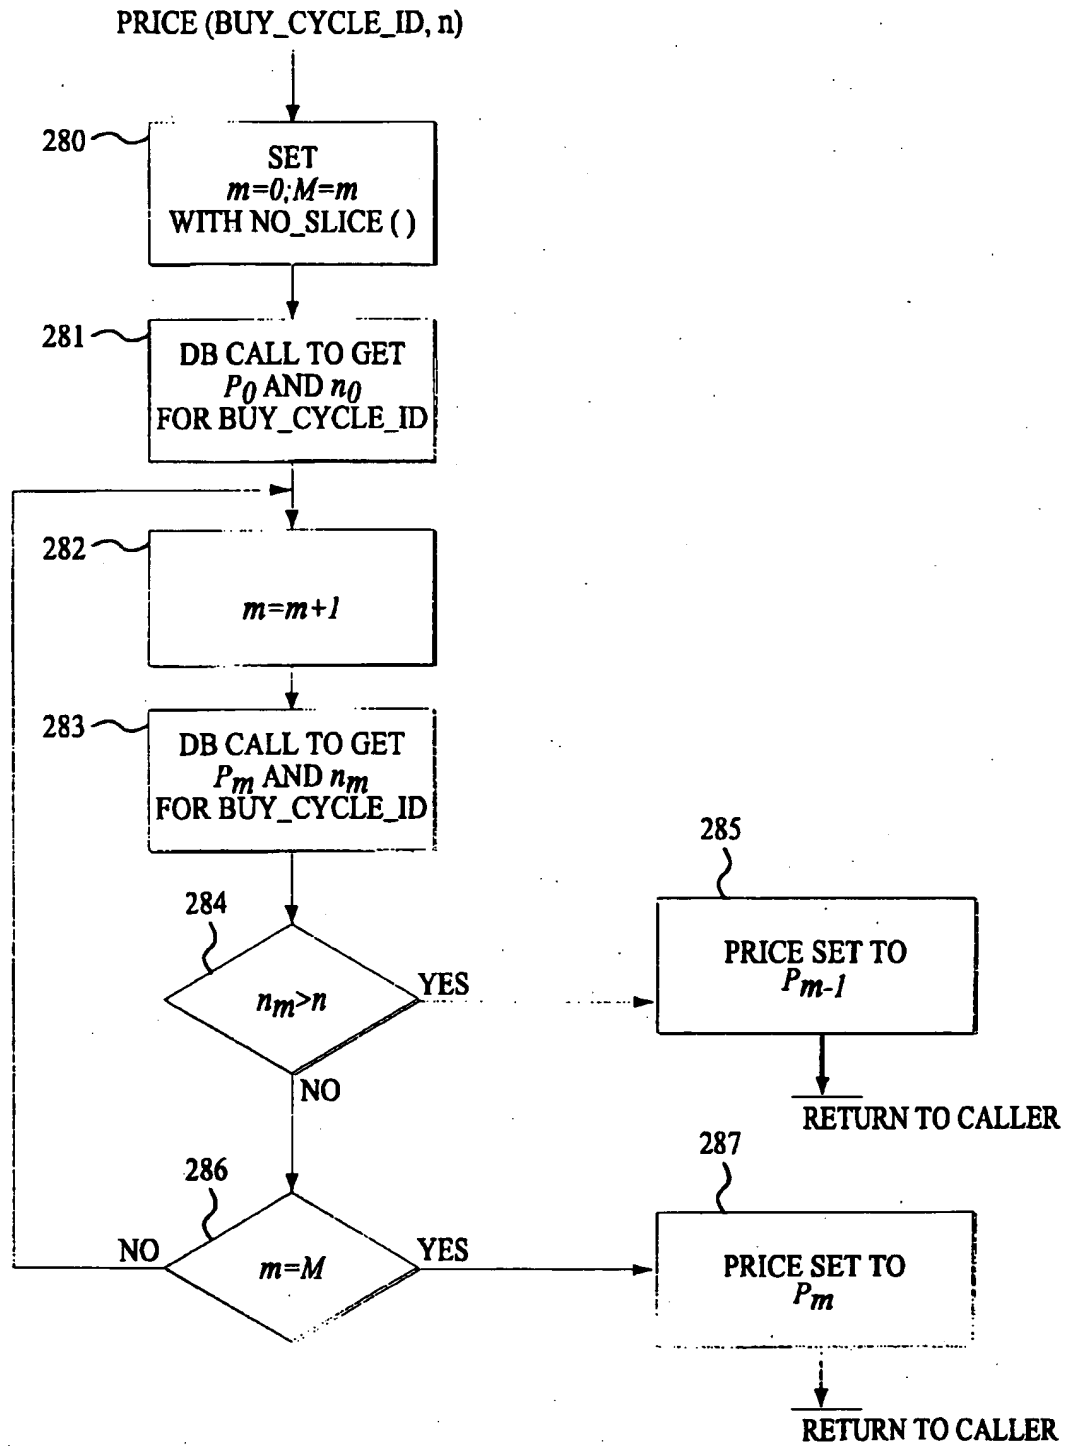 PRICE (BUY_CYCLE_ID, n)
280
SET
m=0;M=m
WITH NO_SLICE ( )
281
DB CALL TO GET
P0 AND n0
FOR BUY_CYCLE_ID
282
m=m+1
283
DB CALL TO GET
Pm AND nm
FOR BUY_CYCLE_ID
284
nm>n
YES
NO
285
PRICE SET TO
Pm-1
RETURN TO CALLER
286
m=M
NO
YES
287
PRICE SET TO
Pm
RETURN TO CALLER